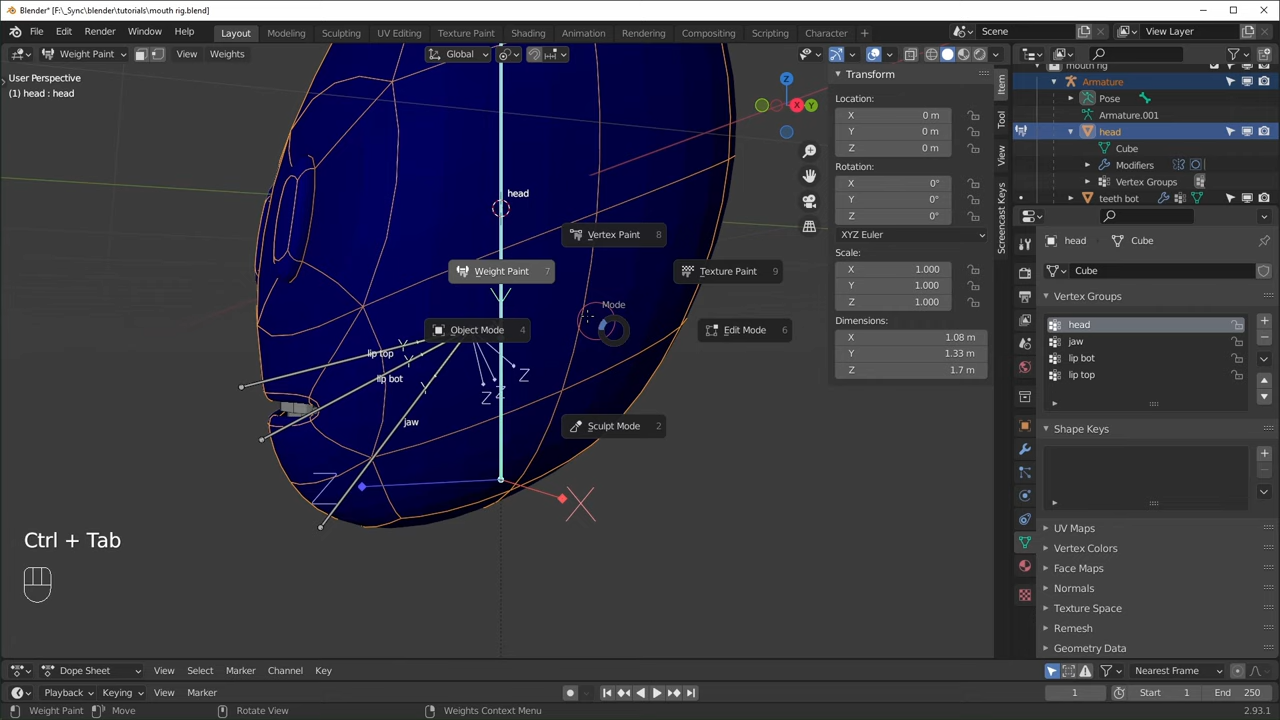 Blender* [F:\_Sync\blender\tutorials\mouth rig.blend]
File Edit Render Window Help Layout Modeling Sculpting UV Editing Texture Paint Shading Animation Rendering Compositing Scripting Character Scene View Layer
Weight Paint View Weights Global
User Perspective
(1) head : head
Z
X
Y
head
lip top
lip bot
jaw
Y
Y
Y
Y
Z
Z
Z
Z
X
Mode
Vertex Paint 8
Weight Paint 7
Texture Paint 9
Object Mode 4
Edit Mode 6
Sculpt Mode 2
Ctrl + Tab
Transform
Location:
X 0 m
Y 0 m
Z 0 m
Rotation:
X 0°
Y 0°
Z 0°
XYZ Euler
Scale:
X 1.000
Y 1.000
Z 1.000
Dimensions:
X 1.08 m
Y 1.33 m
Z 1.7 m
Item
Tool
View
Screencast Keys
mouth rig
Armature
Pose
Armature.001
head
Cube
Modifiers
Vertex Groups
teeth bot
head Cube
Cube
Vertex Groups
head
jaw
lip bot
lip top
Shape Keys
UV Maps
Vertex Colors
Face Maps
Normals
Texture Space
Remesh
Geometry Data
Dope Sheet View Select Marker Channel Key Nearest Frame
Playback Keying View Marker 1 Start 1 End 250
Weight Paint Move Rotate View Weights Context Menu 2.93.1